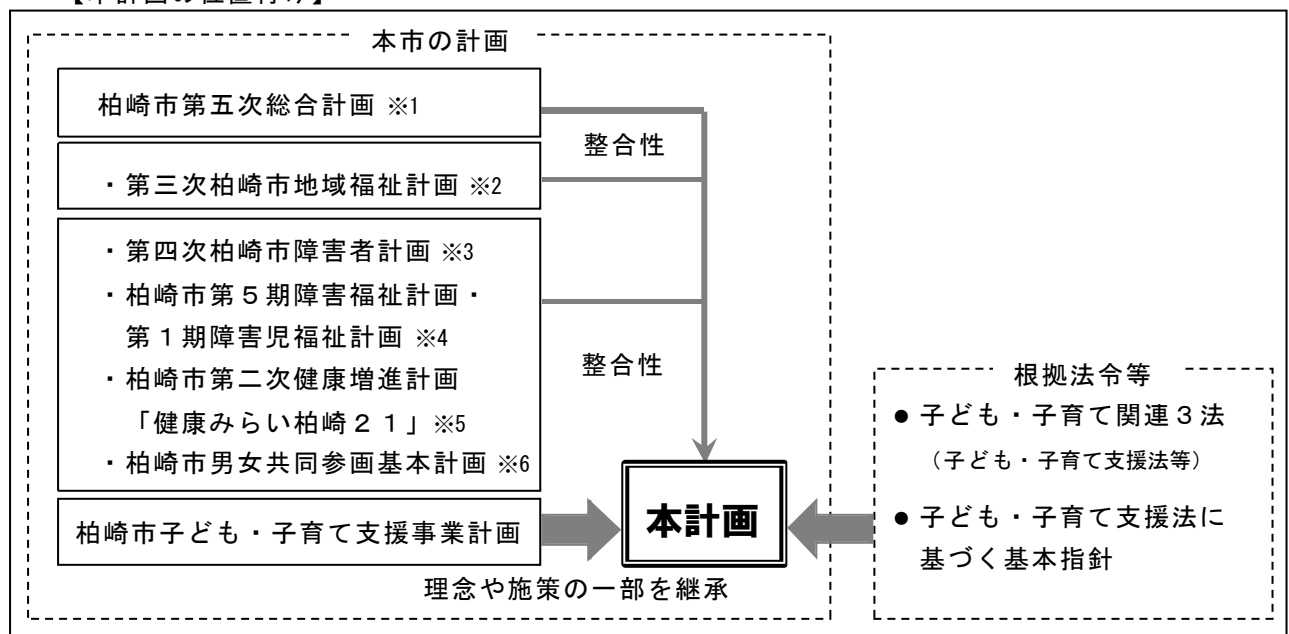 【本計画の位置付け】
本市の計画
柏崎市第五次総合計画 ※1
整合性
・第三次柏崎市地域福祉計画 ※2
・第四次柏崎市障害者計画 ※3
・柏崎市第５期障害福祉計画・
第１期障害児福祉計画 ※4
・柏崎市第二次健康増進計画
「健康みらい柏崎２１」※5
・柏崎市男女共同参画基本計画 ※6
整合性
柏崎市子ども・子育て支援事業計画
本計画
理念や施策の一部を継承
根拠法令等
●子ども・子育て関連３法
（子ども・子育て支援法等）
●子ども・子育て支援法に
基づく基本指針